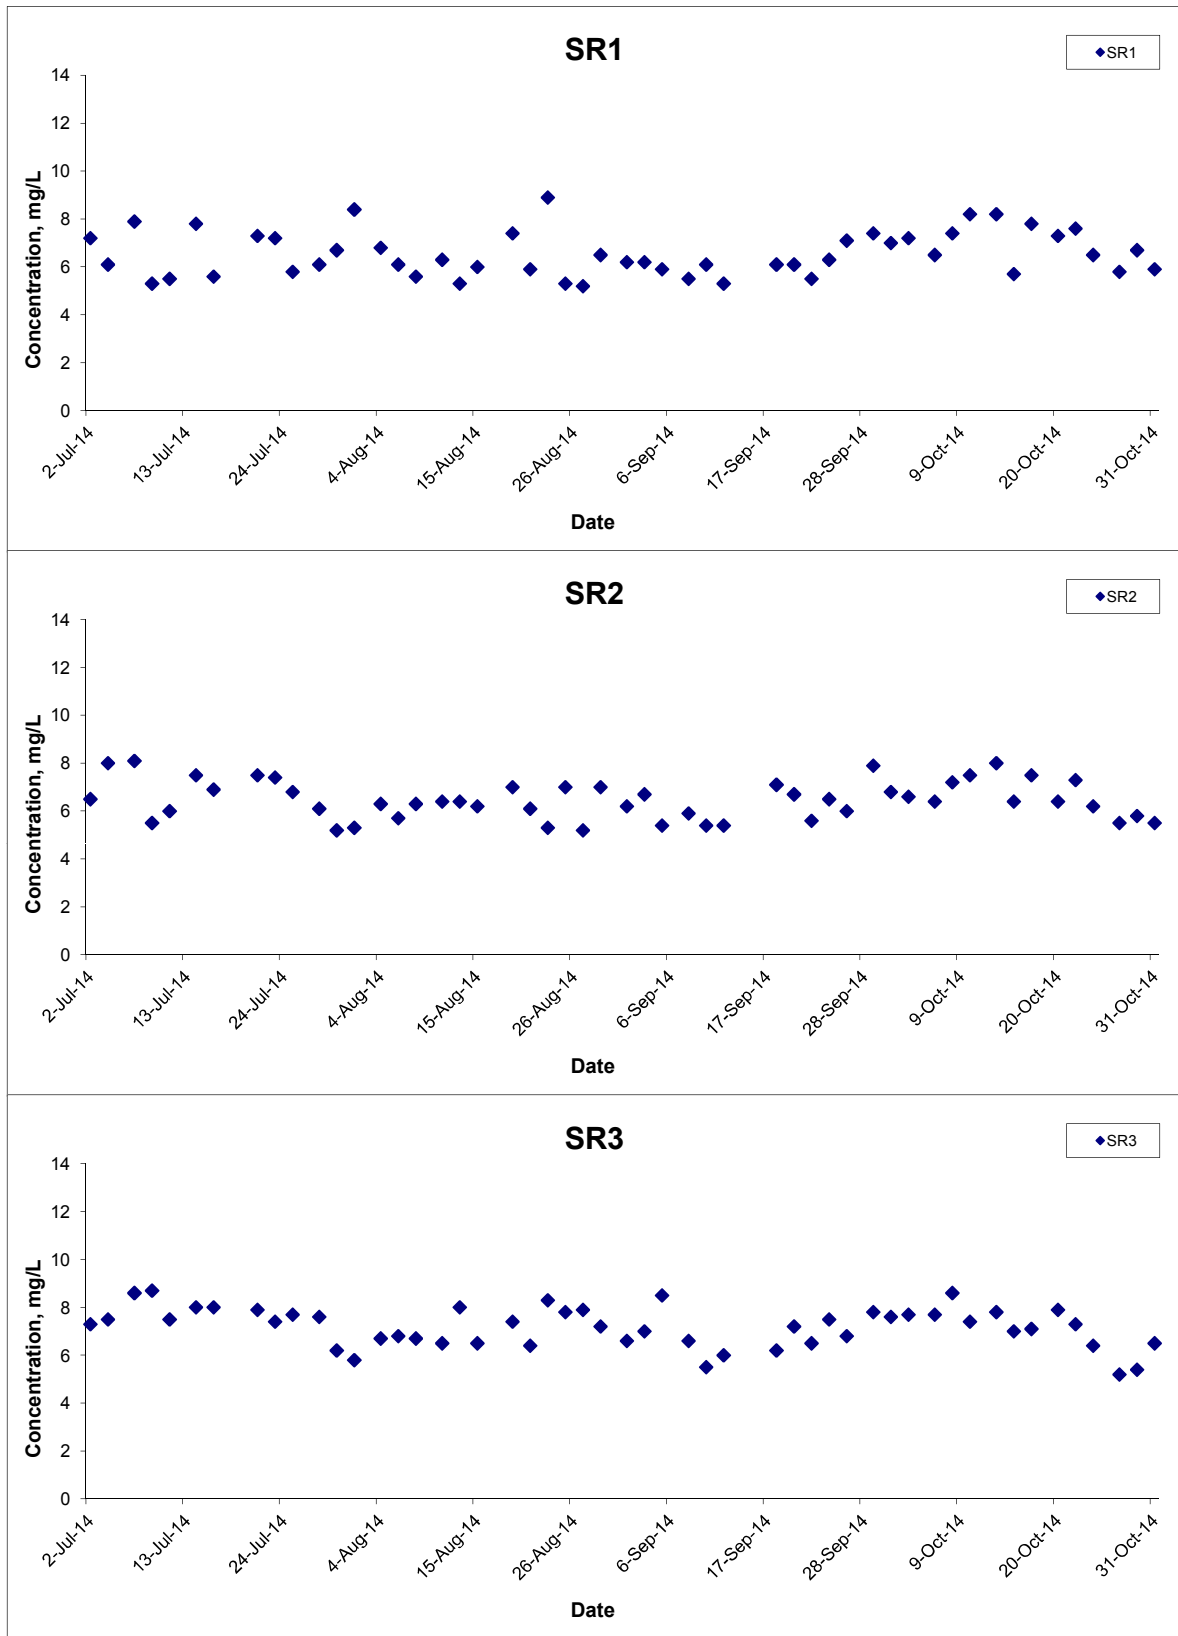 SR1
SR1
14
12
10
8
6
4
2
0
Concentration, mg/L
2-Jul-14
13-Jul-14
24-Jul-14
4-Aug-14
15-Aug-14
26-Aug-14
6-Sep-14
17-Sep-14
28-Sep-14
9-Oct-14
20-Oct-14
31-Oct-14
Date
SR2
SR2
14
12
10
8
6
4
2
0
Concentration, mg/L
2-Jul-14
13-Jul-14
24-Jul-14
4-Aug-14
15-Aug-14
26-Aug-14
6-Sep-14
17-Sep-14
28-Sep-14
9-Oct-14
20-Oct-14
31-Oct-14
Date
SR3
SR3
14
12
10
8
6
4
2
0
Concentration, mg/L
2-Jul-14
13-Jul-14
24-Jul-14
4-Aug-14
15-Aug-14
26-Aug-14
6-Sep-14
17-Sep-14
28-Sep-14
9-Oct-14
20-Oct-14
31-Oct-14
Date